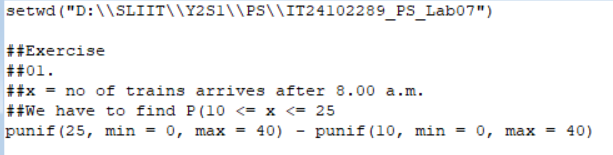 setwd("D:\\SLIIT\\Y2S1\\PS\\IT24102289_PS_Lab07")
##Exercise
##01.
##x = no of trains arrives after 8.00 a.m.
##We have to find P(10 <= x <= 25
punif(25, min = 0, max = 40) - punif(10, min = 0, max = 40)